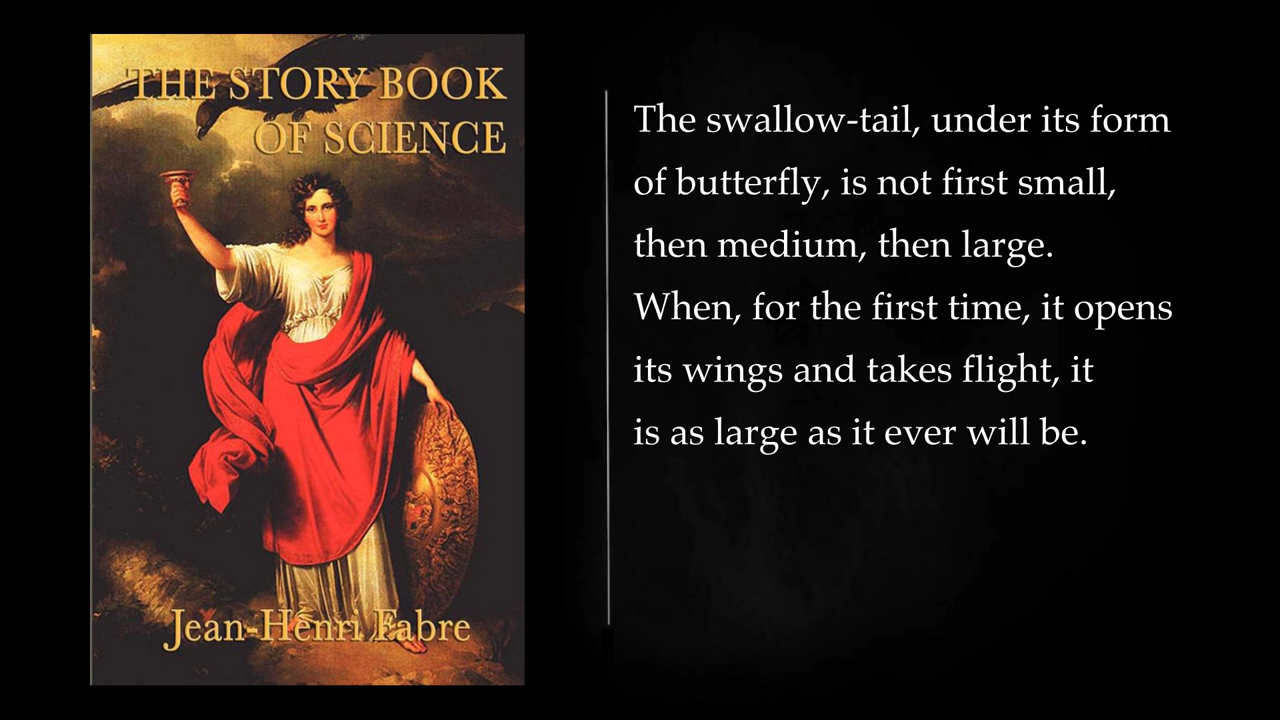 THE STORY BOOK
OF SCIENCE
Jean-Henri Fabre
The swallow-tail, under its form
of butterfly, is not first small,
then medium, then large.
When, for the first time, it opens
its wings and takes flight, it
is as large as it ever will be.